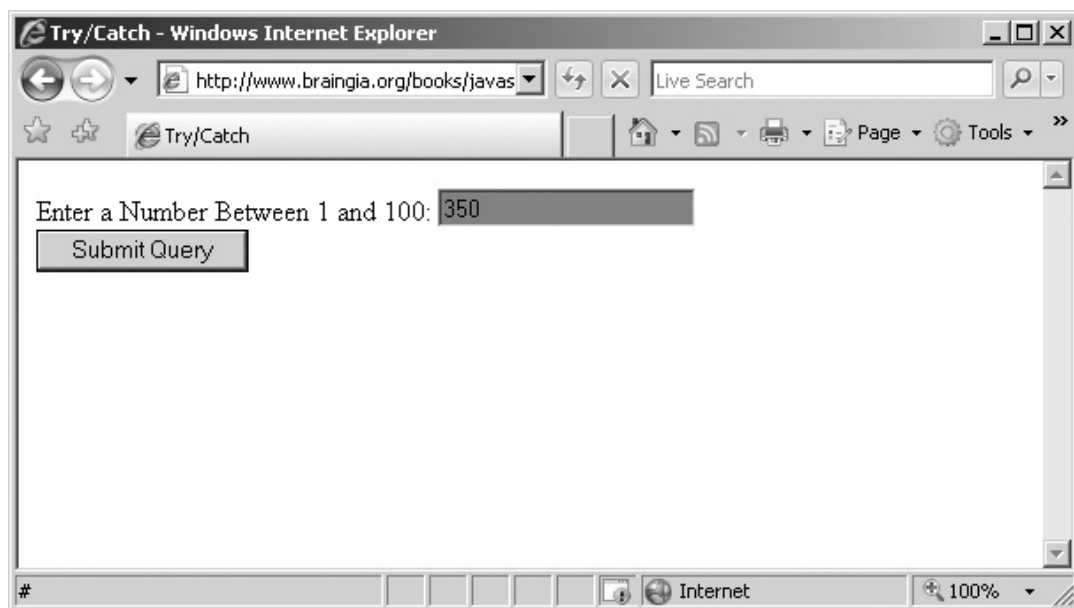 Try/Catch - Windows Internet Explorer
http://www.braingia.org/books/javas
Live Search
Try/Catch
Page
Tools
Enter a Number Between 1 and 100: 350
Submit Query
#
Internet
100%